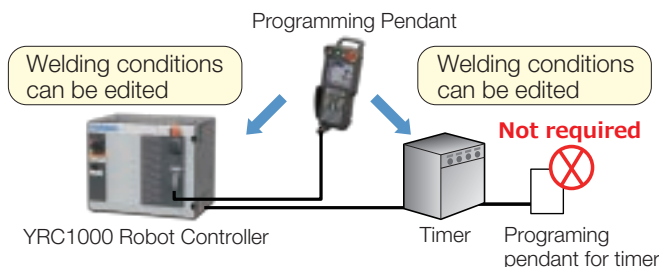 Programming Pendant
Welding conditions
can be edited
Welding conditions
can be edited
Not required
YRC1000 Robot Controller
Timer
Programing
pendant for timer